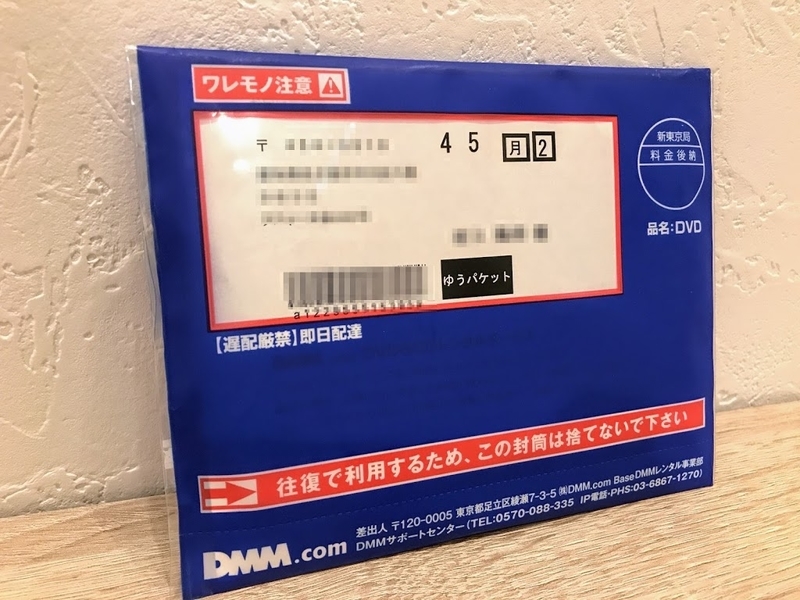 ワレモノ注意
〒
45 月 2
新東京局
料金後納
品名:DVD
ゆうパケット
【遅配厳禁】即日配達
往復で利用するため、この封筒は捨てないで下さい
DMM.com
差出人 〒120-0005 東京都足立区綾瀬7-3-5 ㈱DMM.com BaseDMMレンタル事業部
DMMサポートセンター(TEL:0570-088-335 IP電話・PHS:03-6867-1270)